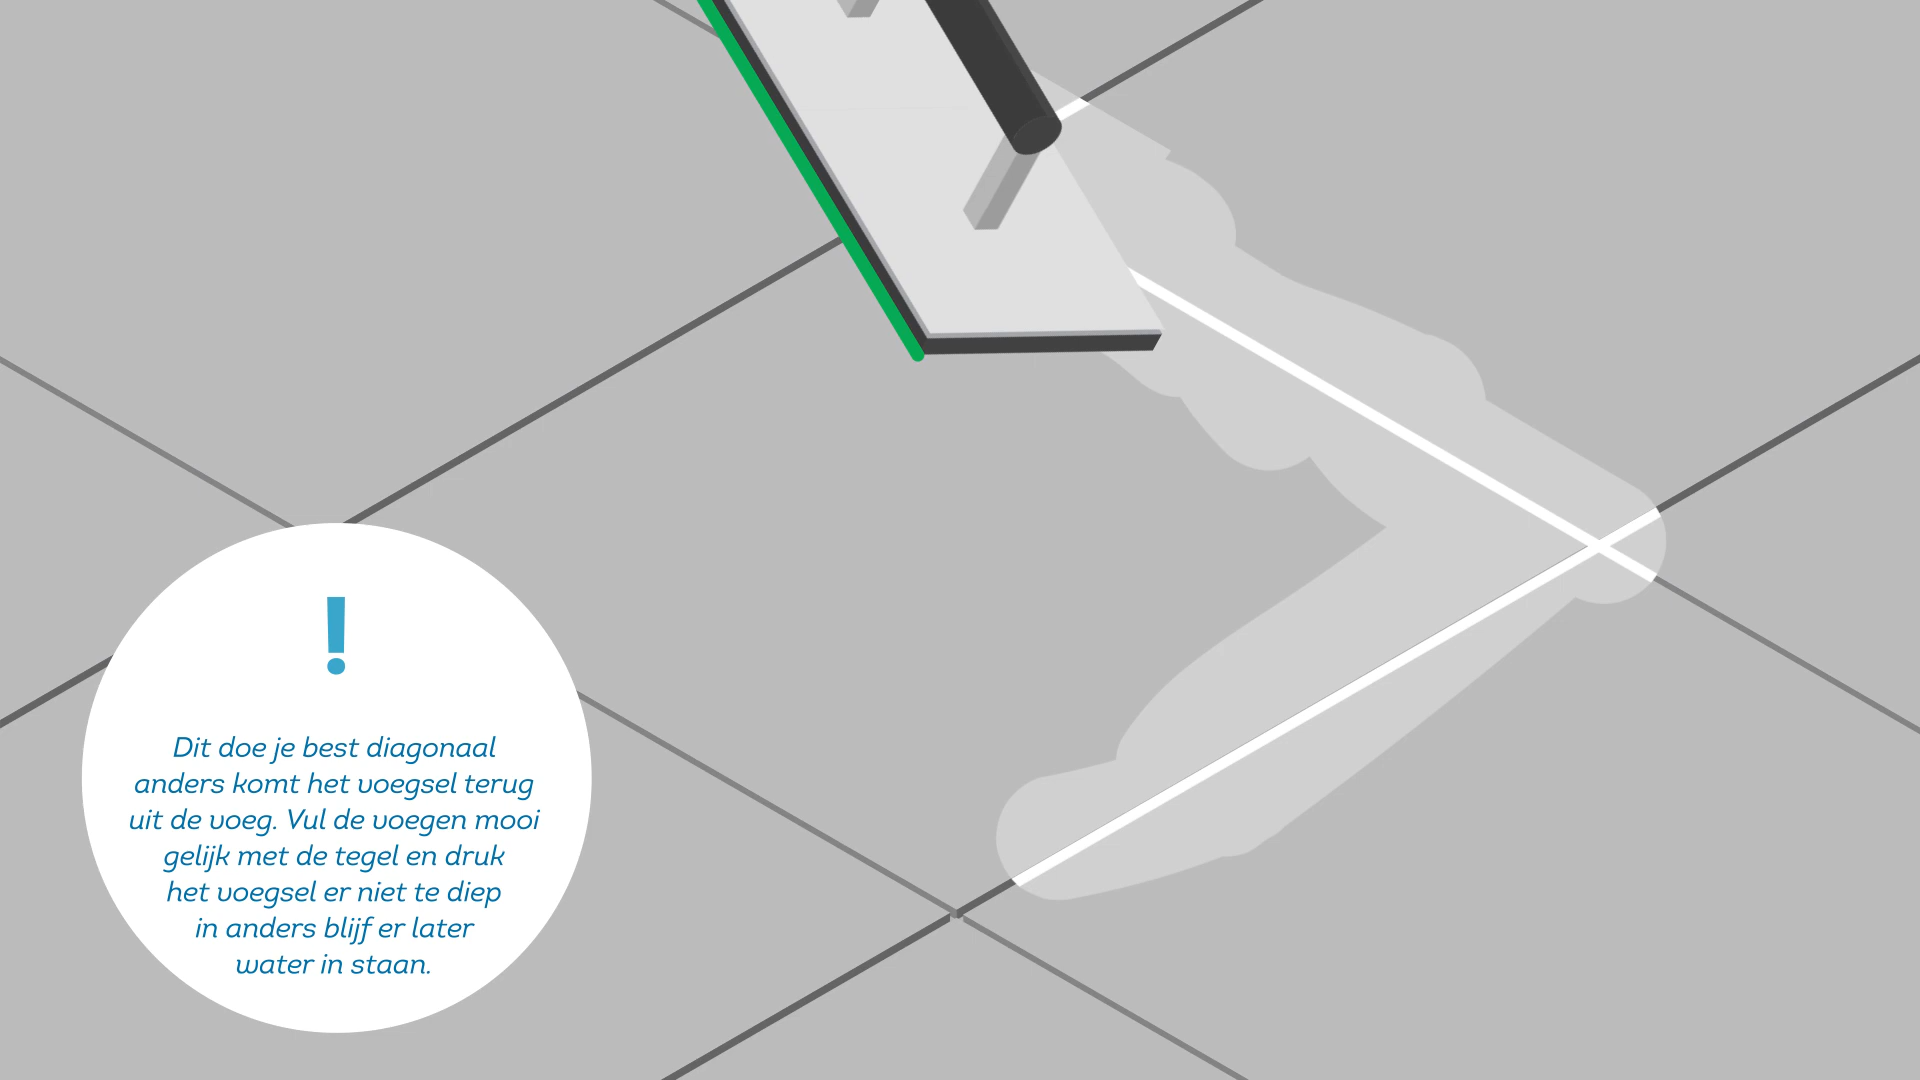 !
Dit doe je best diagonaal
anders komt het voegsel terug
uit de voeg. Vul de voegen mooi
gelijk met de tegel en druk
het voegsel er niet te diep
in anders blijf er later
water in staan.